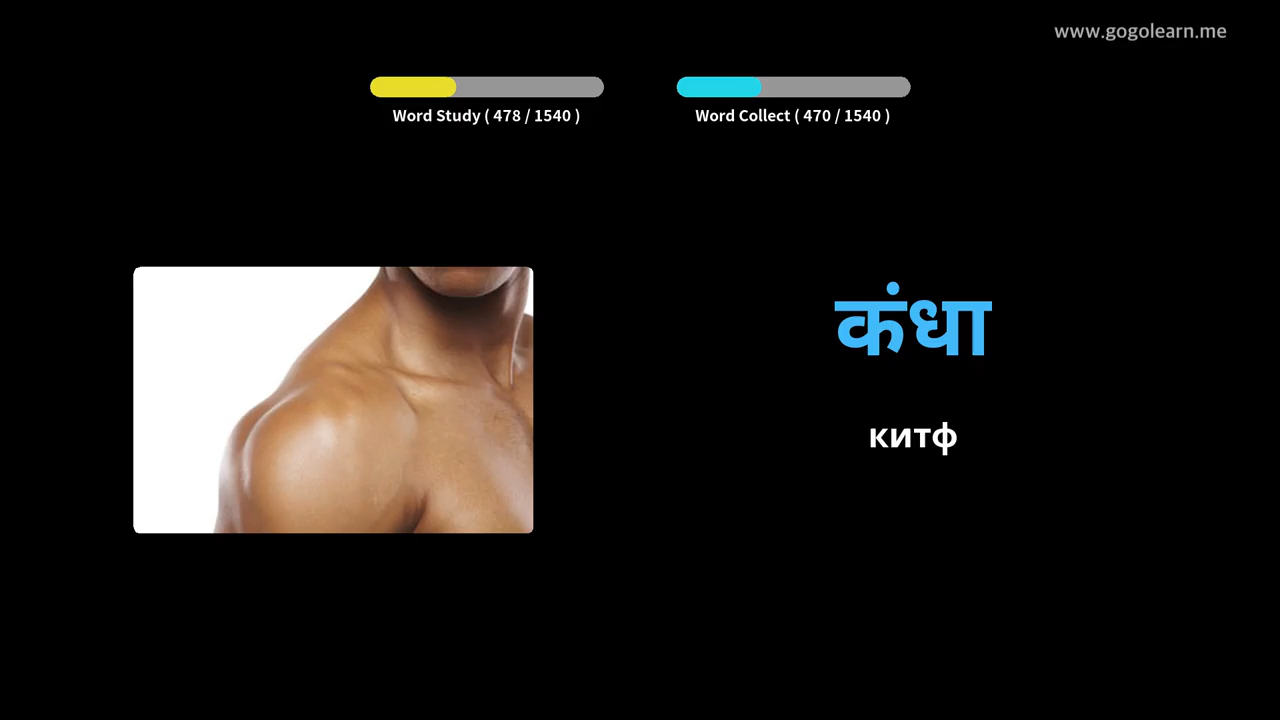 www.gogolearn.me
Word Study ( 478 / 1540 )
Word Collect ( 470 / 1540 )
कंधा
китф